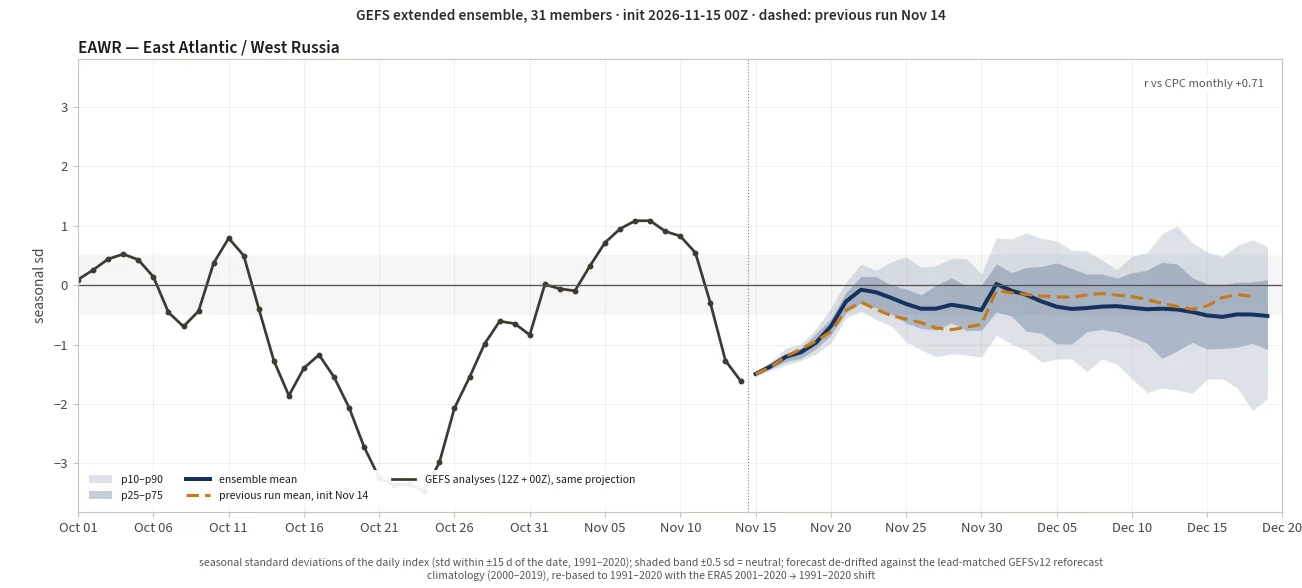 GEFS extended ensemble, 31 members · init 2026-11-15 00Z · dashed: previous run Nov 14
EAWR — East Atlantic / West Russia
r vs CPC monthly +0.71
seasonal sd
3
2
1
0
−1
−2
−3
p10–p90
ensemble mean
GEFS analyses (12Z + 00Z), same projection
p25–p75
previous run mean, init Nov 14
Oct 01 Oct 06 Oct 11 Oct 16 Oct 21 Oct 26 Oct 31 Nov 05 Nov 10 Nov 15 Nov 20 Nov 25 Nov 30 Dec 05 Dec 10 Dec 15 Dec 20
seasonal standard deviations of the daily index (std within ±15 d of the date, 1991–2020); shaded band ±0.5 sd = neutral; forecast de-drifted against the lead-matched GEFSv12 reforecast
climatology (2000–2019), re-based to 1991–2020 with the ERA5 2001–2020 → 1991–2020 shift